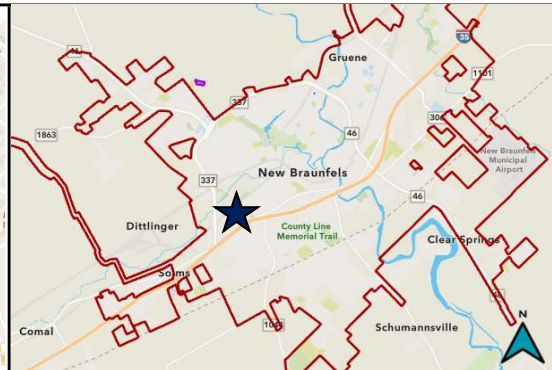 46
Gruene
35
1101
337
306
1863
46
New Braunfels
Municipal
Airport
337
New Braunfels
46
Dittlinger
County Line
Memorial Trail
Clear Springs
Solms
Comal
Schumannsville
N